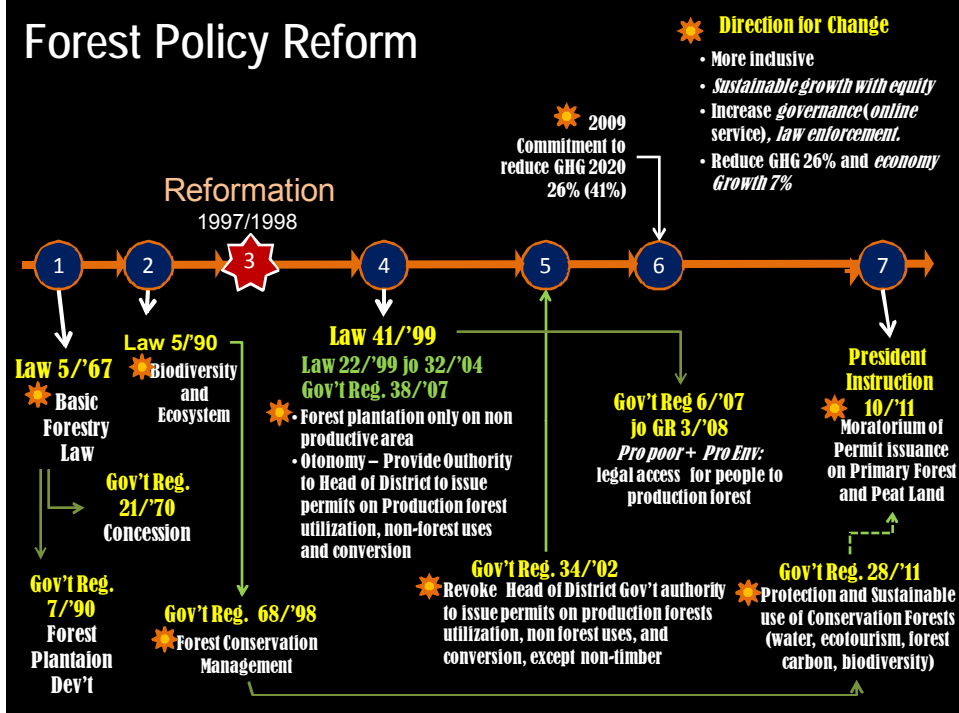 Forest Policy Reform
Direction for Change
• More inclusive
• Sustainable growth with equity
• Increase governance (online
service), law enforcement.
• Reduce GHG 26% and economy
Growth 7%
2009
Commitment to
reduce GHG 2020
26% (41%)
Reformation
1997/1998
1
2
3
4
5
6
7
Law 5/'67
Basic
Forestry
Law
Gov't Reg.
21/'70
Concession
Gov't Reg.
7/'90
Forest
Plantaion
Dev't
Law 5/'90
Biodiversity
and
Ecosystem
Gov't Reg. 68/'98
Forest Conservation
Management
Law 41/'99
Law 22/'99 jo 32/'04
Gov't Reg. 38/'07
• Forest plantation only on non
productive area
• Otonomy – Provide Outhority
to Head of District to issue
permits on Production forest
utilization, non-forest uses
and conversion
Gov't Reg. 34/'02
Revoke Head of District Gov't authority
to issue permits on production forests
utilization, non forest uses, and
conversion, except non-timber
Gov't Reg 6/'07
jo GR 3/'08
Pro poor + Pro Env:
legal access for people to
production forest
President
Instruction
10/'11
Moratorium of
Permit issuance
on Primary Forest
and Peat Land
Gov't Reg. 28/'11
Protection and Sustainable
use of Conservation Forests
(water, ecotourism, forest
carbon, biodiversity)